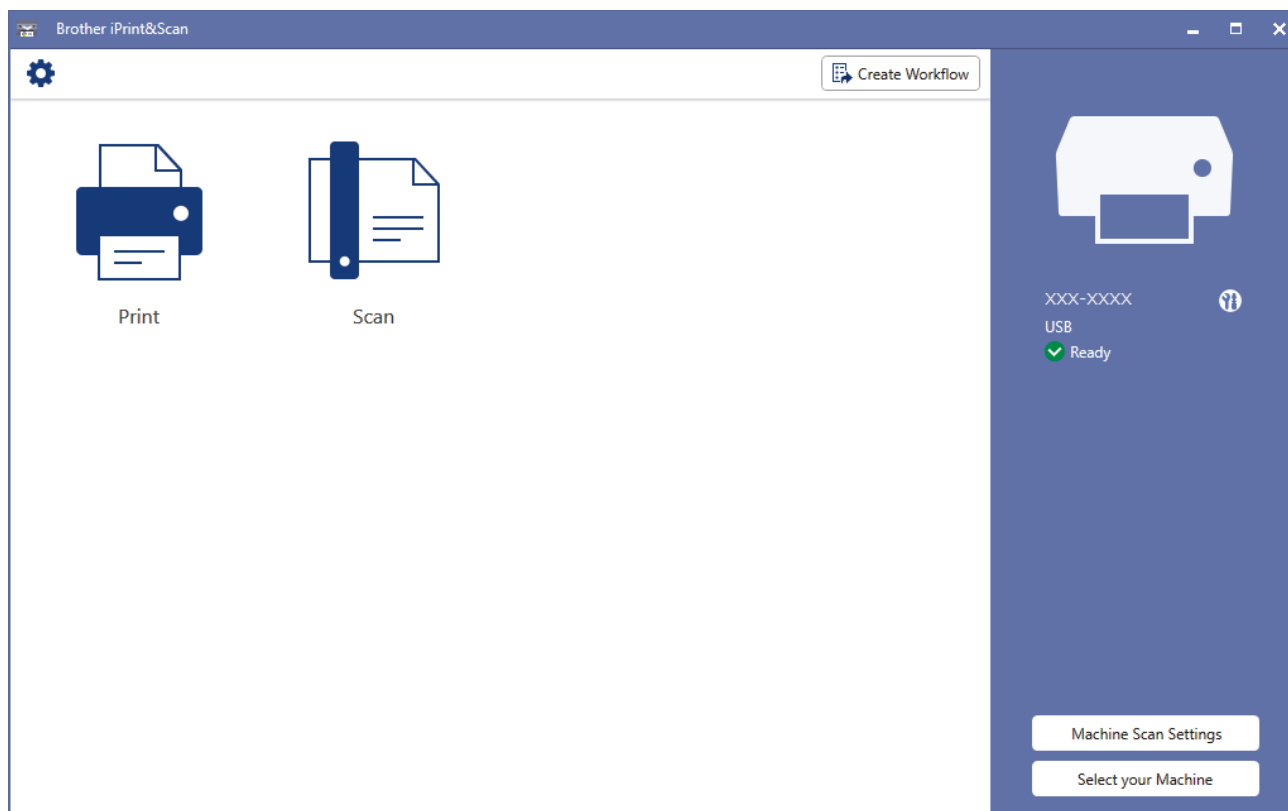 Brother iPrint&Scan
Create Workflow
Print
Scan
XXX-XXXX
USB
Ready
Machine Scan Settings
Select your Machine